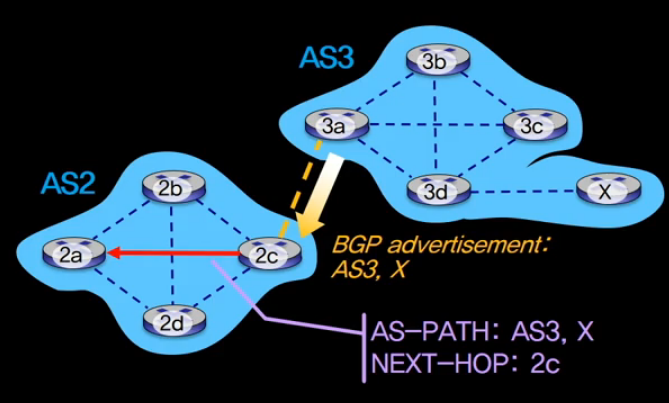 AS3
3b
3a
3c
3d
X
AS2
2b
2a
2c
2d
BGP advertisement:
AS3, X
AS-PATH: AS3, X
NEXT-HOP: 2c